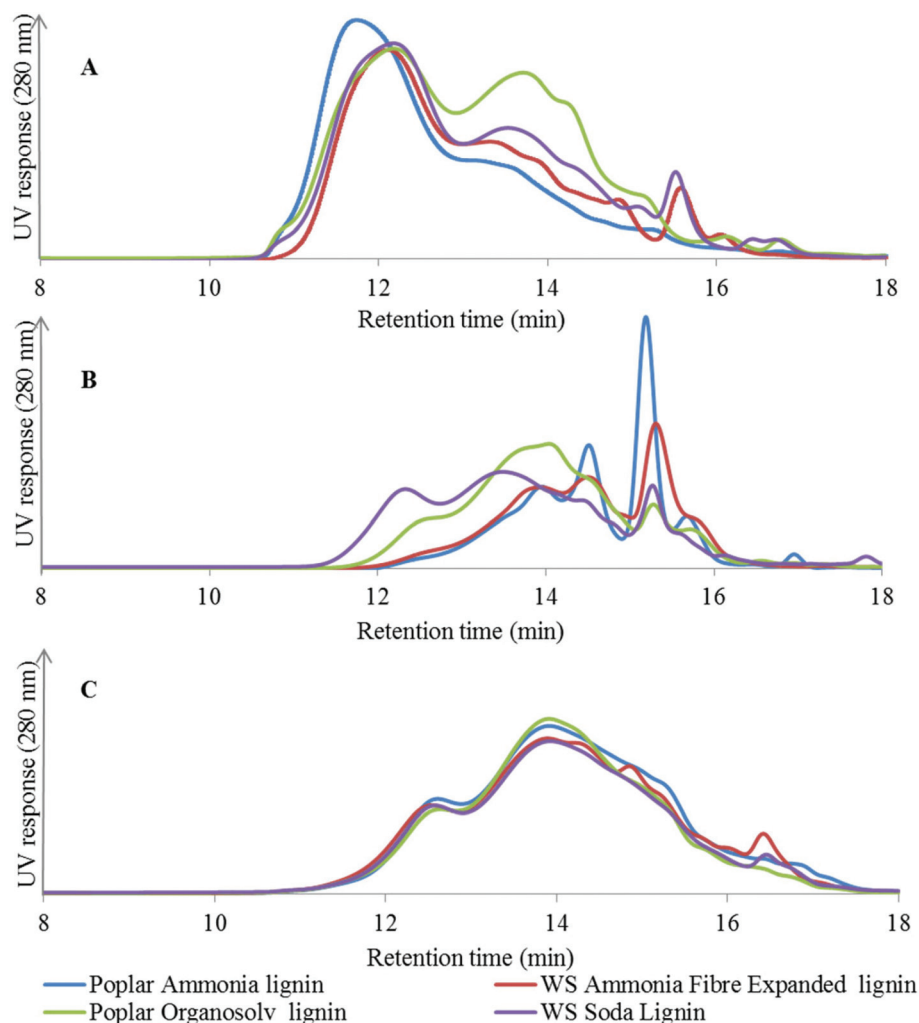 UV response (280 nm)
A
8 10 12 14 16 18
Retention time (min)
UV response (280 nm)
B
8 10 12 14 16 18
Retention time (min)
UV response (280 nm)
C
8 10 12 14 16 18
Retention time (min)
Poplar Ammonia lignin WS Ammonia Fibre Expanded lignin
Poplar Organosolv lignin WS Soda Lignin